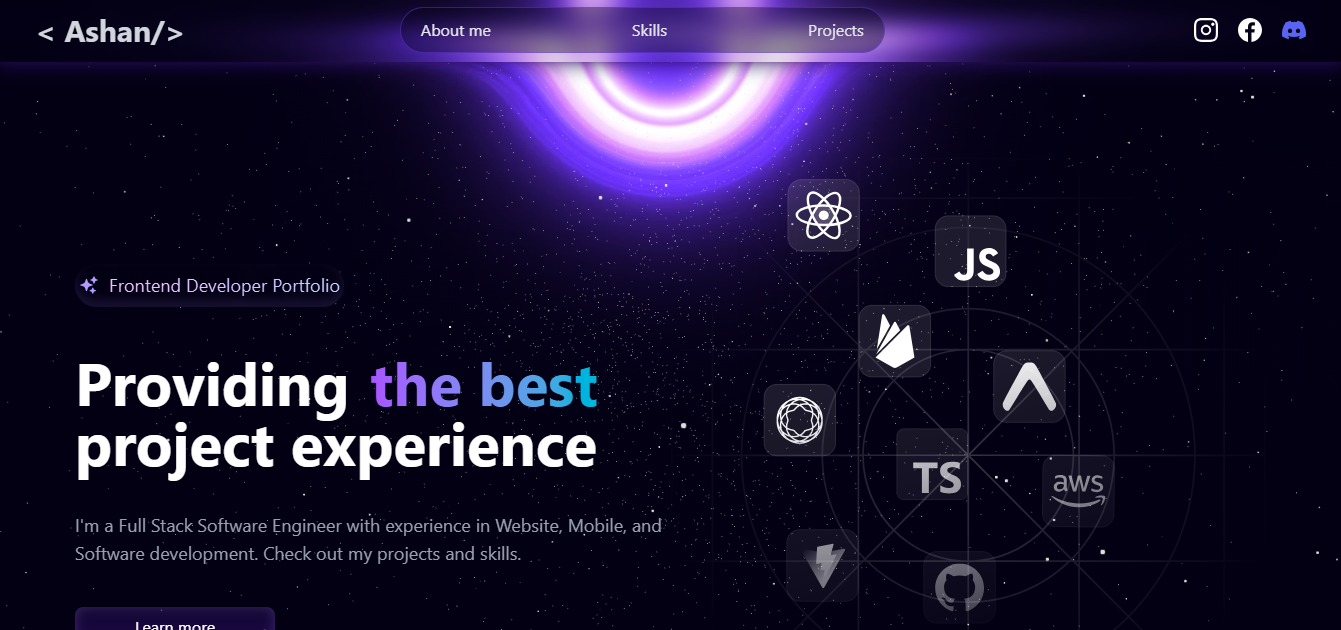 < Ashan/>
About me
Skills
Projects
Frontend Developer Portfolio
JS
Providing the best
project experience
TS
aws
I'm a Full Stack Software Engineer with experience in Website, Mobile, and
Software development. Check out my projects and skills.
Learn more